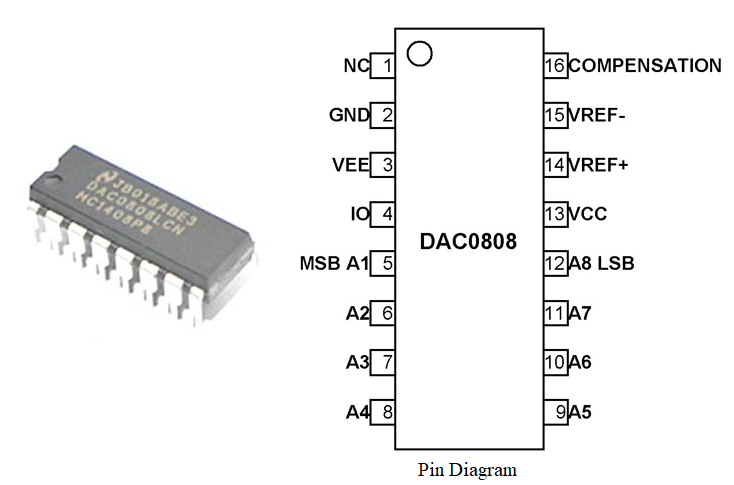 JB018ABE3
DAC0808LCN
MC1408P8
NC 1
GND 2
VEE 3
IO 4
MSB A1 5
A2 6
A3 7
A4 8
DAC0808
16 COMPENSATION
15 VREF-
14 VREF+
13 VCC
12 A8 LSB
11 A7
10 A6
9 A5
Pin Diagram